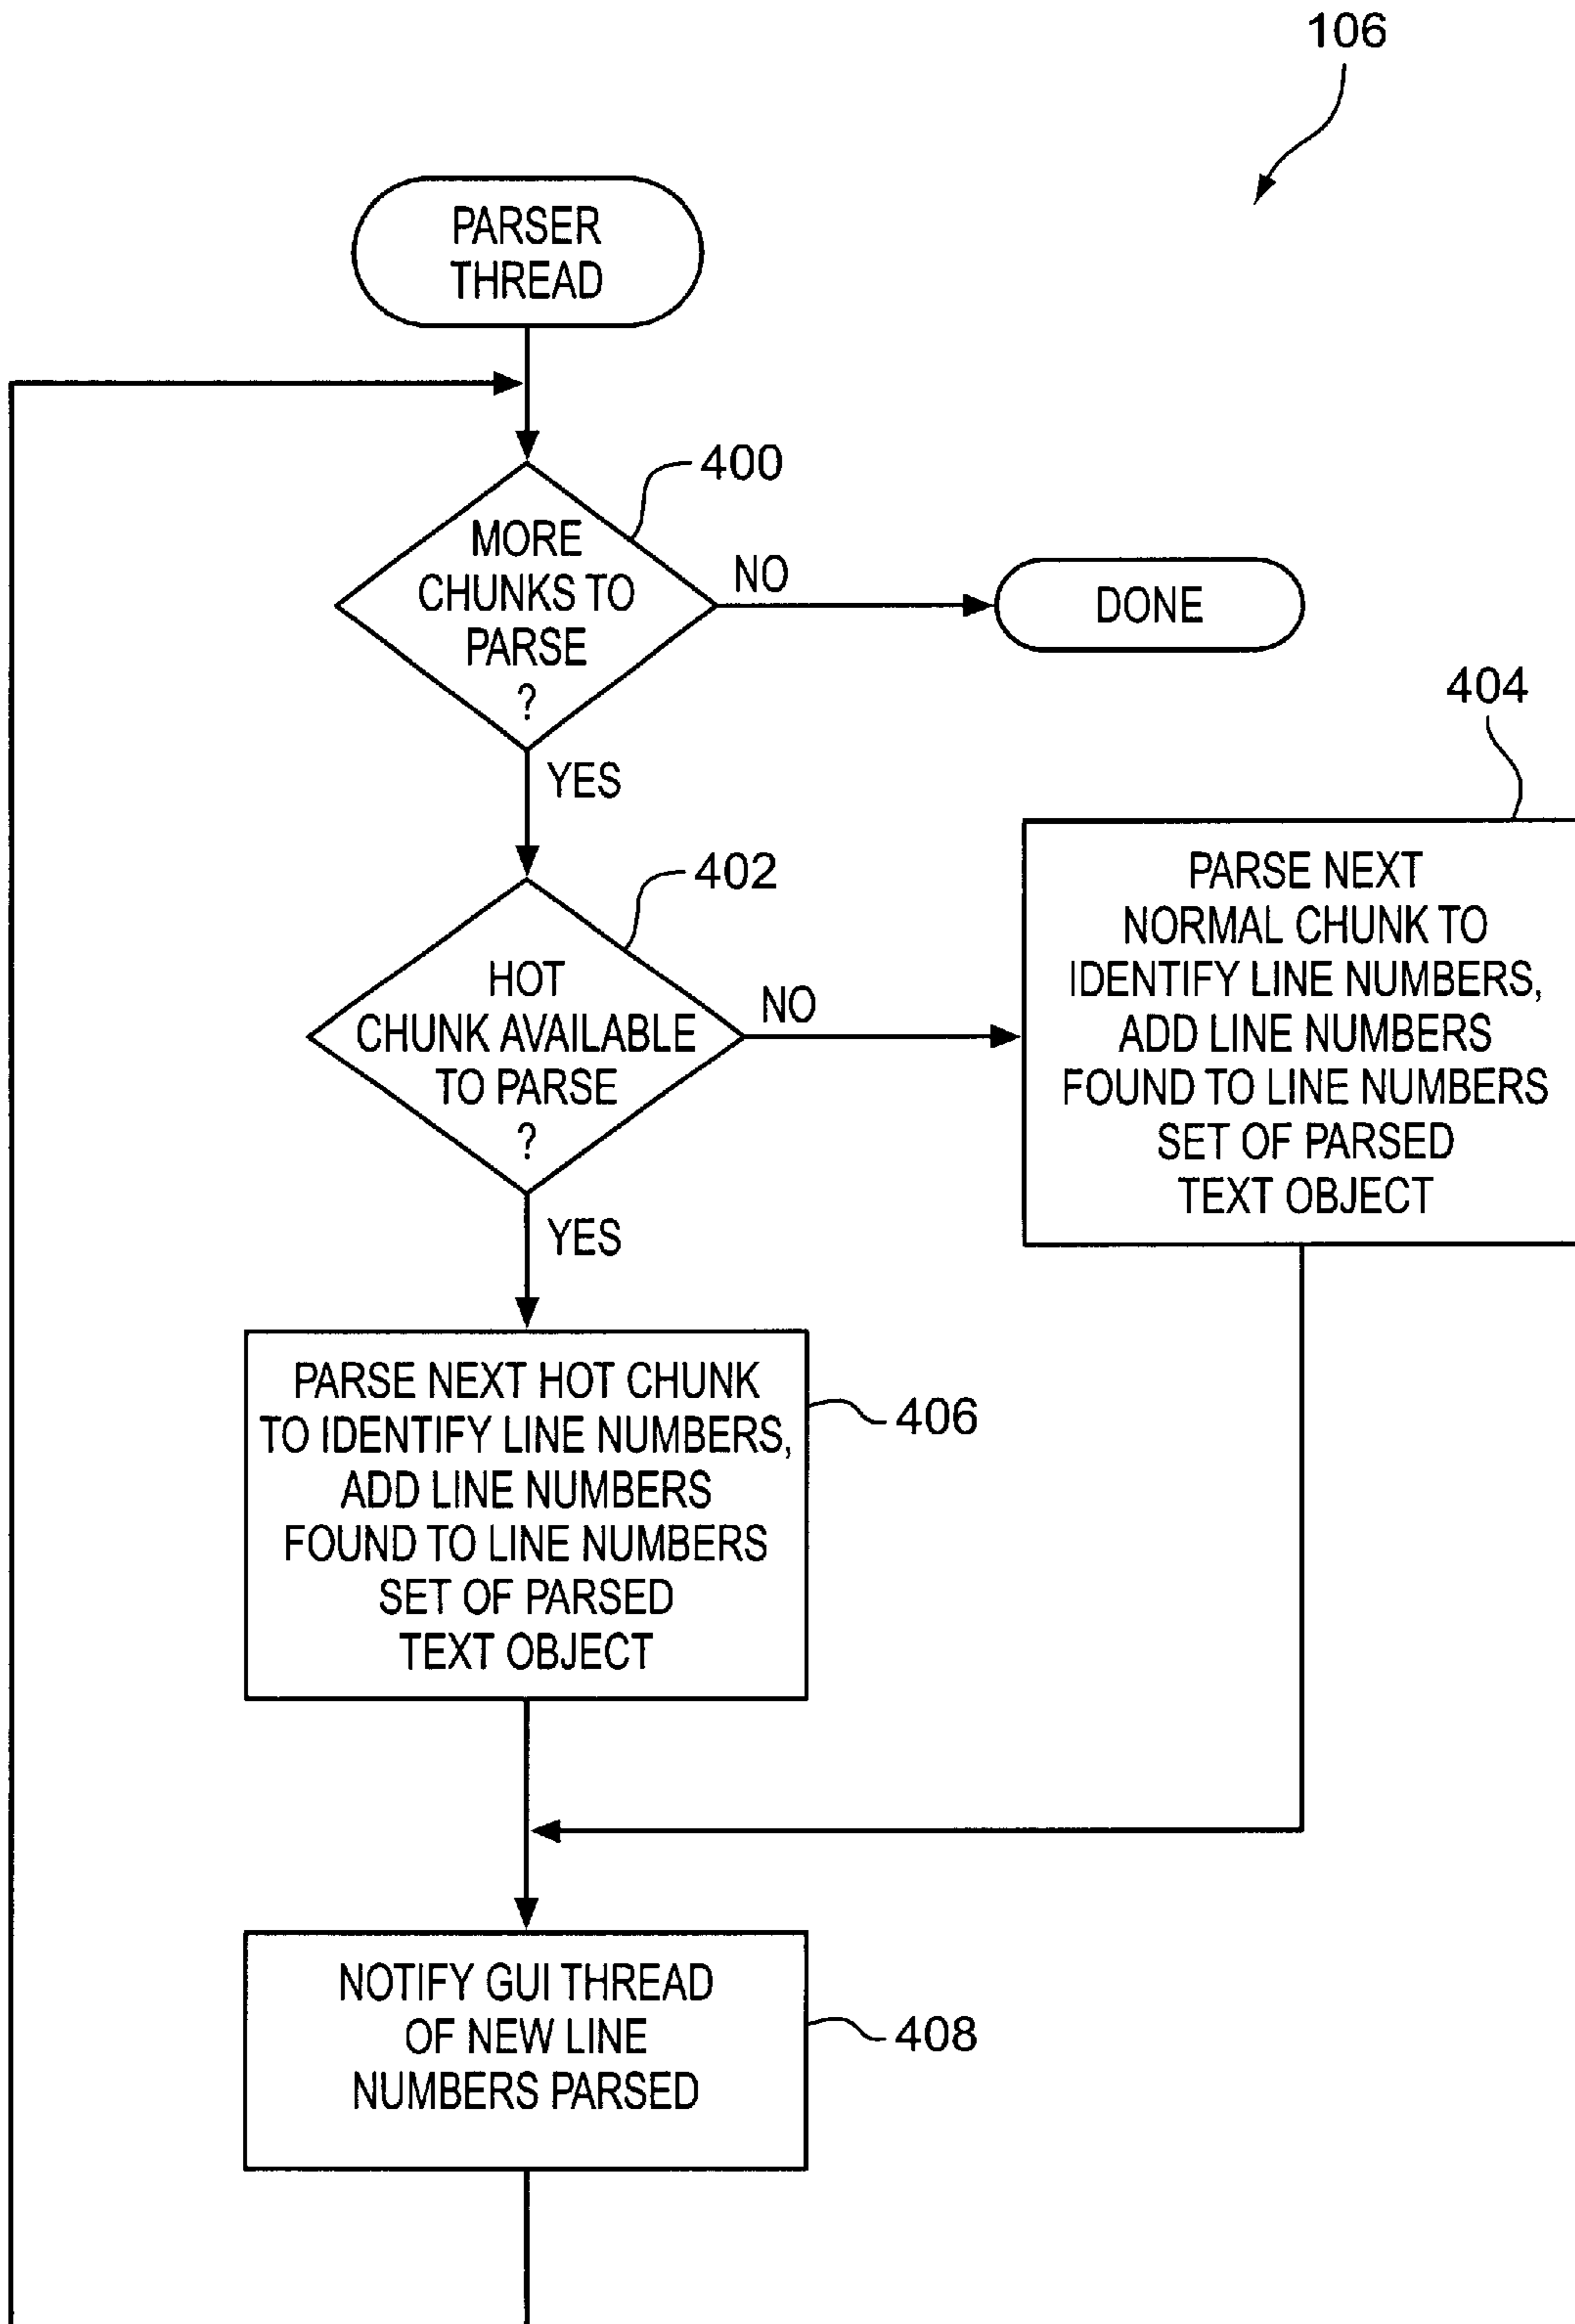 106
PARSER
THREAD
400
MORE
CHUNKS TO
PARSE
?
NO
DONE
YES
402
HOT
CHUNK AVAILABLE
TO PARSE
?
NO
404
PARSE NEXT
NORMAL CHUNK TO
IDENTIFY LINE NUMBERS,
ADD LINE NUMBERS
FOUND TO LINE NUMBERS
SET OF PARSED
TEXT OBJECT
YES
PARSE NEXT HOT CHUNK
TO IDENTIFY LINE NUMBERS,
ADD LINE NUMBERS
FOUND TO LINE NUMBERS
SET OF PARSED
TEXT OBJECT
406
NOTIFY GUI THREAD
OF NEW LINE
NUMBERS PARSED
408